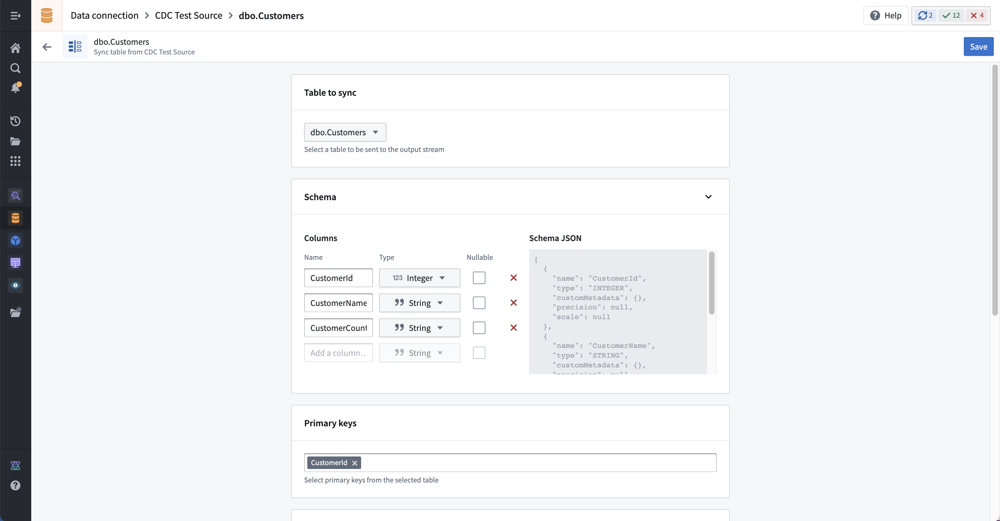 Data connection > CDC Test Source > dbo.Customers
Help
2
12
4
dbo.Customers
Sync table from CDC Test Source
Save
Table to sync
dbo.Customers
Select a table to be sent to the output stream
Schema
Columns
Name Type Nullable
CustomerId 123 Integer
CustomerName String
CustomerCount String
Add a column.. String
Schema JSON
[
{
"name": "CustomerId",
"type": "INTEGER",
"customMetadata": {},
"precision": null,
"scale": null
},
{
"name": "CustomerName",
"type": "STRING",
"customMetadata": {},
"precision": null
Primary keys
CustomerId
Select primary keys from the selected table